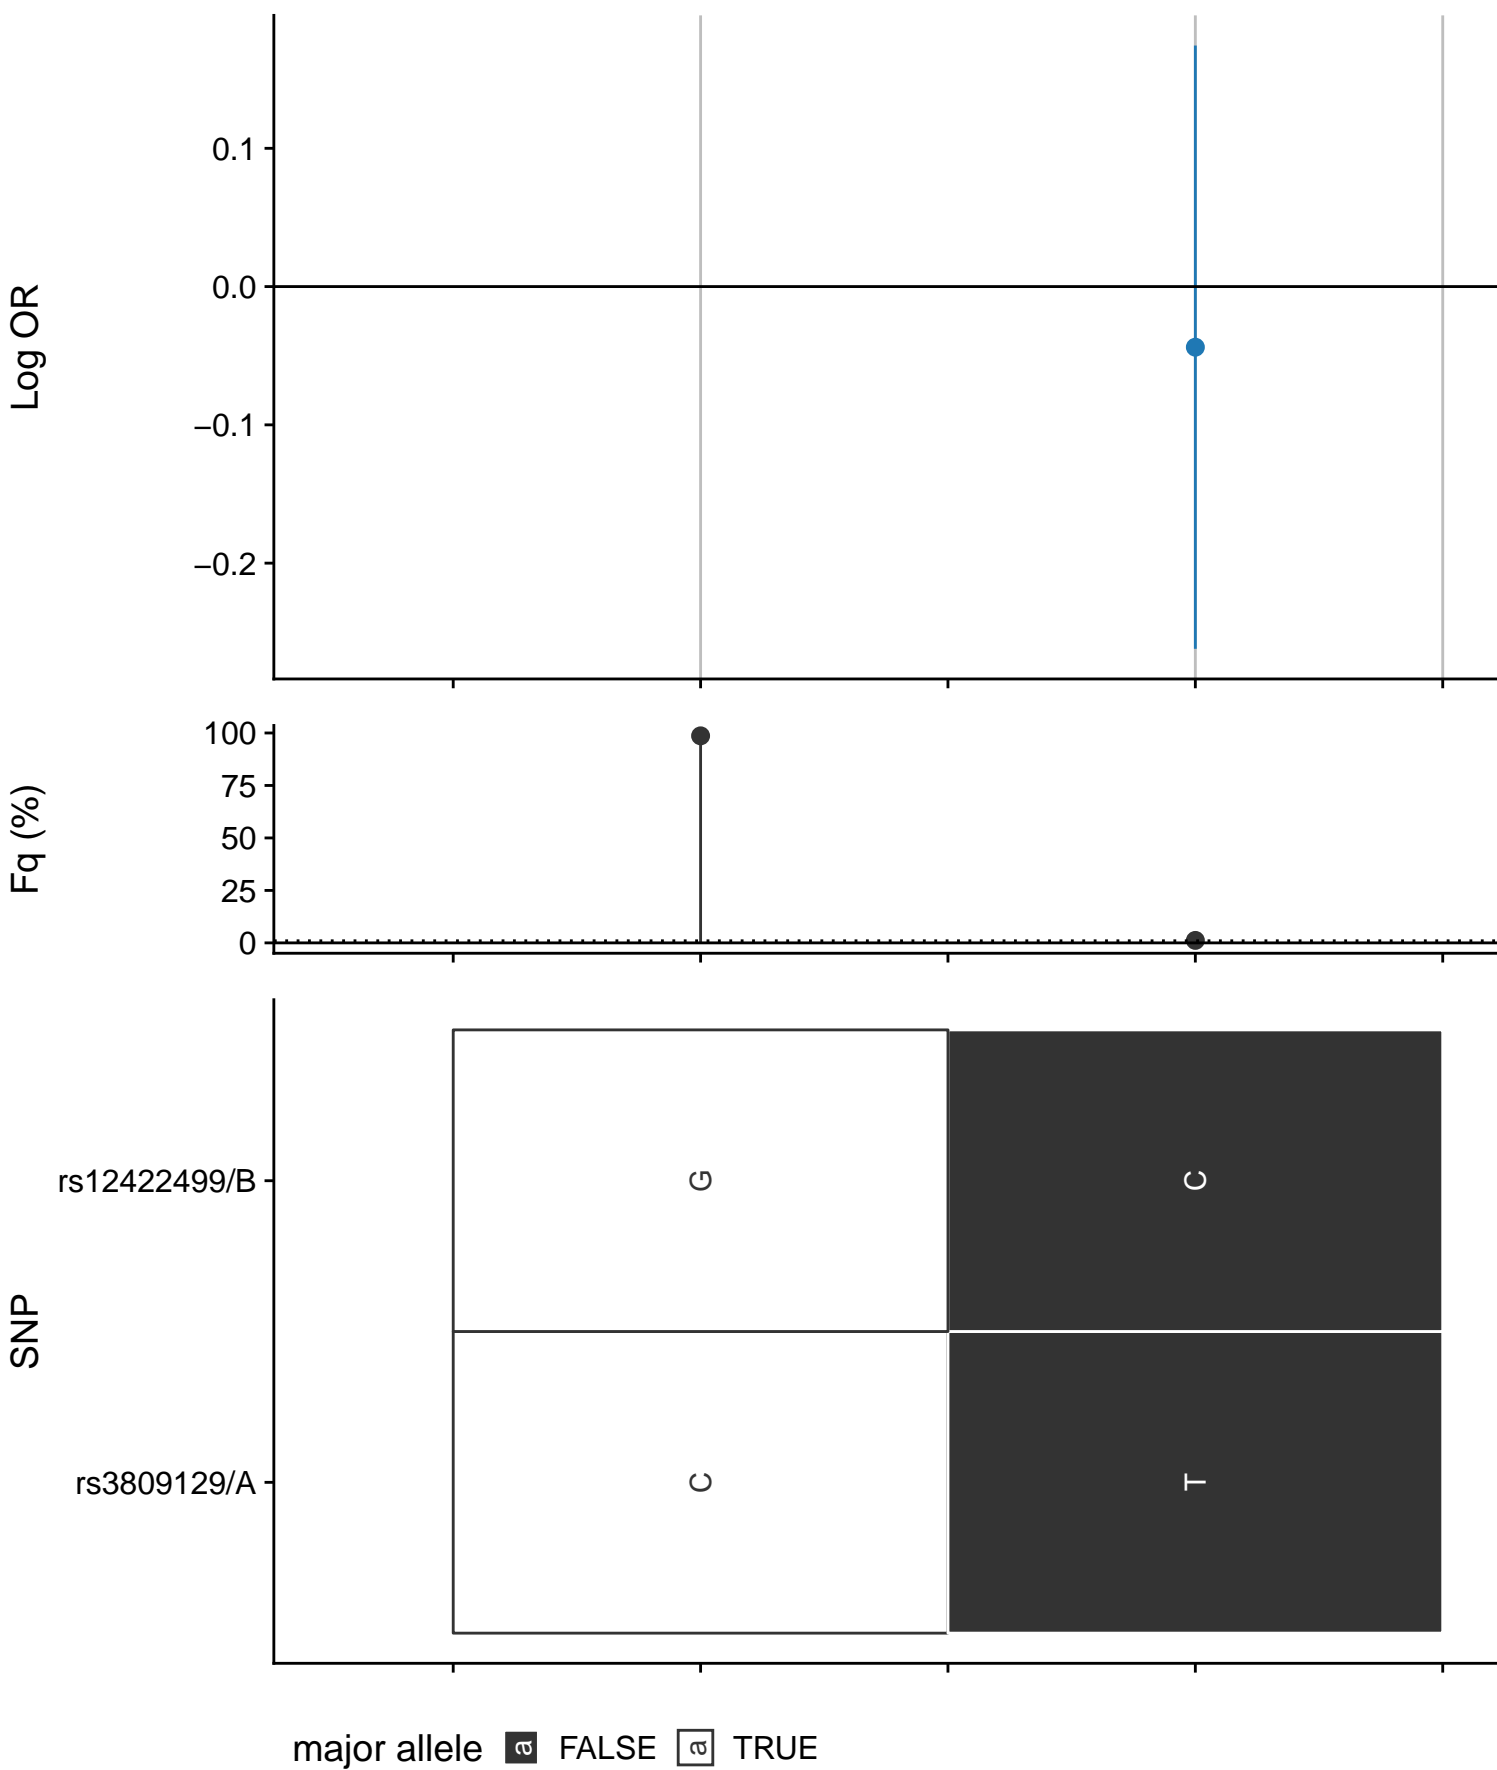 Log OR
0.1
0.0
−0.1
−0.2
Fq (%)
100
75
50
25
0
SNP
rs12422499/B
G
C
rs3809129/A
C
T
major allele a FALSE a TRUE